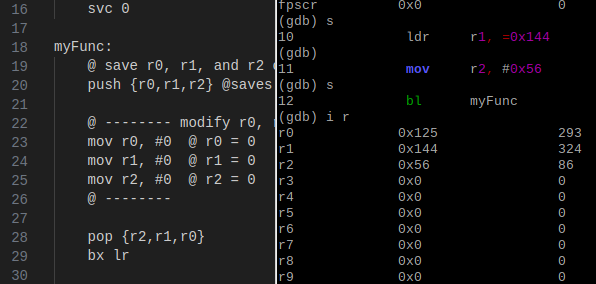 16 svc 0
17
18 myFunc:
19 @ save r0, r1, and r2
20 push {r0,r1,r2} @saves
21
22 @ -------- modify r0,
23 mov r0, #0 @ r0 = 0
24 mov r1, #0 @ r1 = 0
25 mov r2, #0 @ r2 = 0
26 @ --------
27
28 pop {r2,r1,r0}
29 bx lr
30
fpscr 0x0 0
(gdb) s
10 ldr r1, =0x144
(gdb)
11 mov r2, #0x56
(gdb) s
12 bl myFunc
(gdb) i r
r0 0x125 293
r1 0x144 324
r2 0x56 86
r3 0x0 0
r4 0x0 0
r5 0x0 0
r6 0x0 0
r7 0x0 0
r8 0x0 0
r9 0x0 0